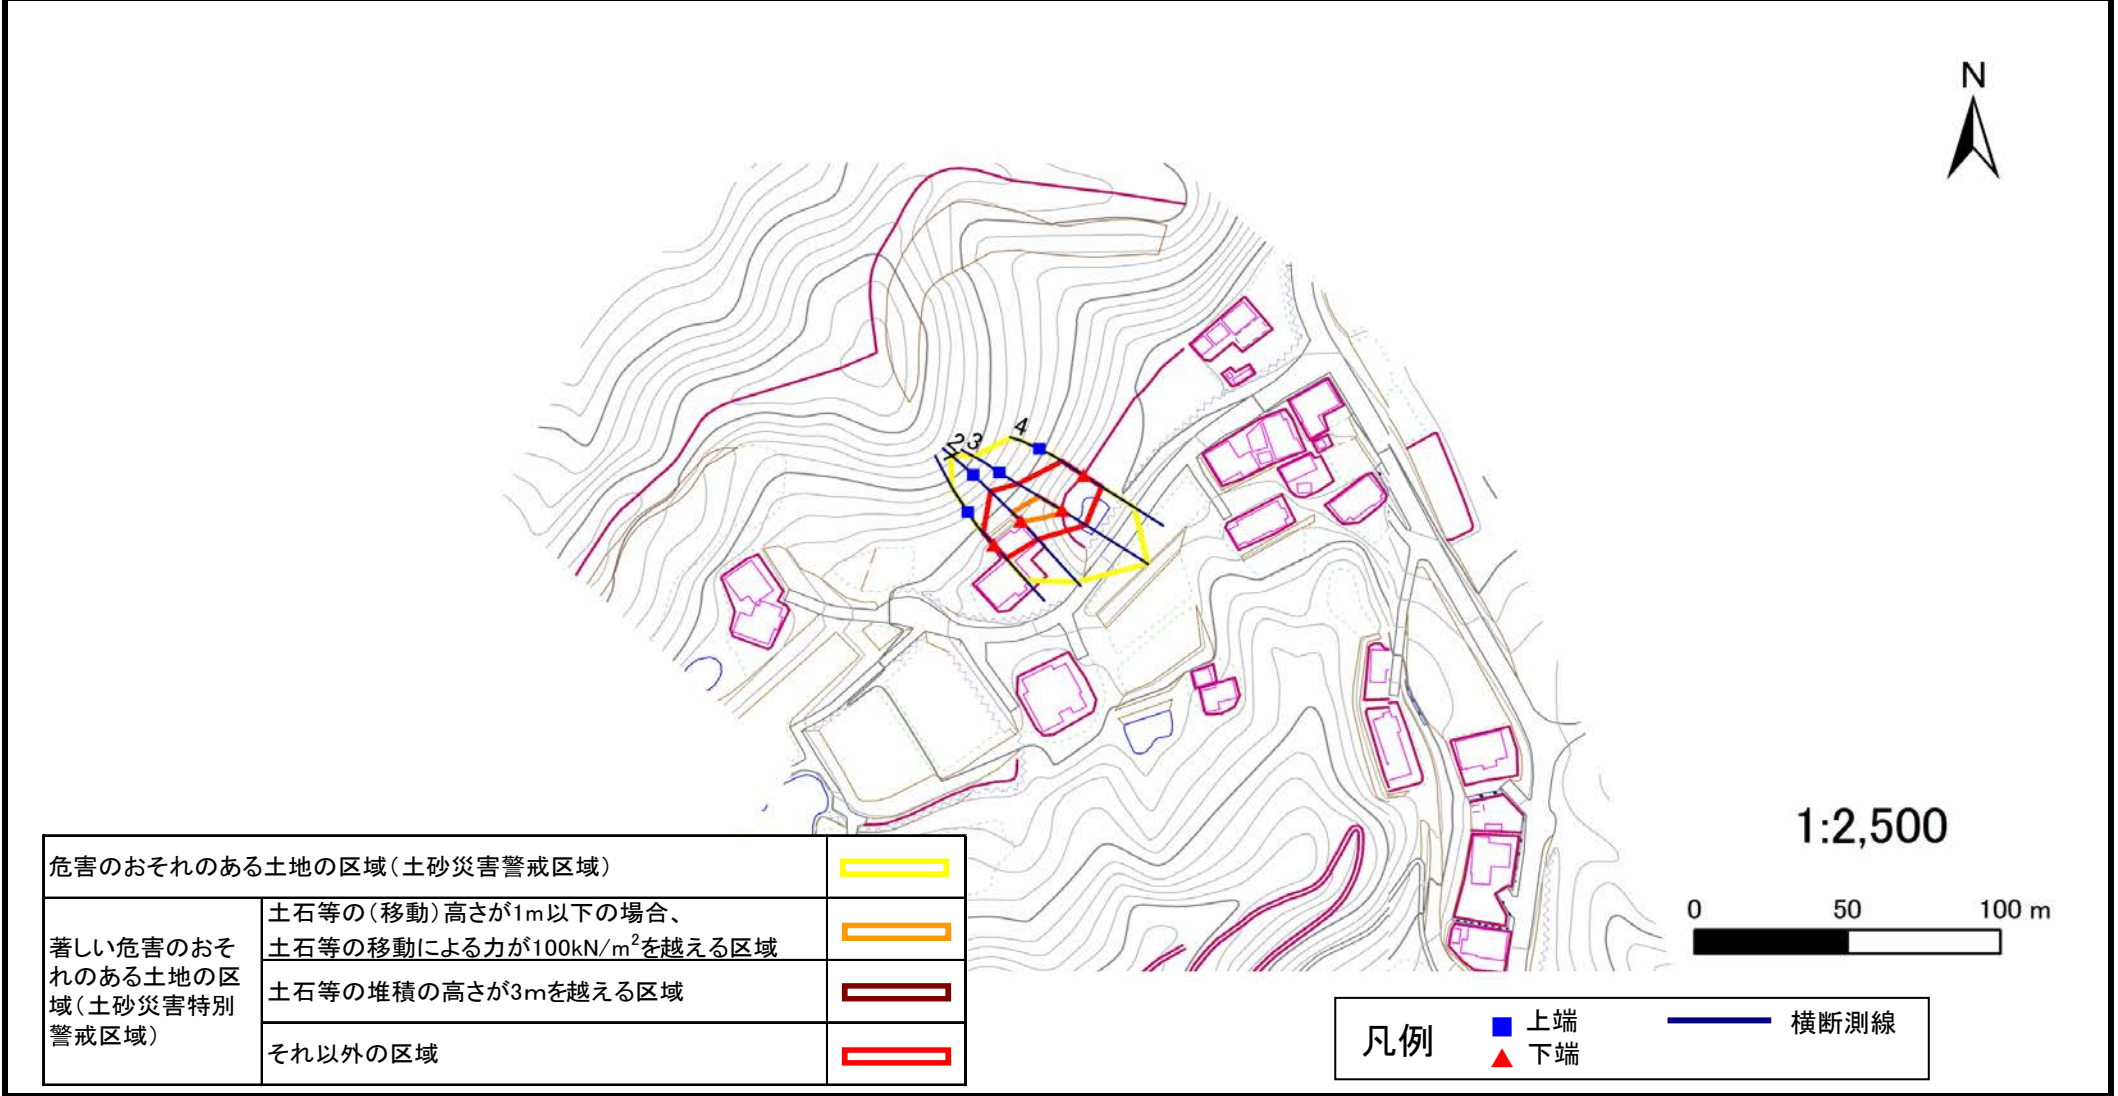 N
4
2
3
1
1:2,500
0 50 100 m
危害のおそれのある土地の区域(土砂災害警戒区域)
著しい危害のおそ
れのある土地の区
域(土砂災害特別
警戒区域)
土石等の(移動)高さが1m以下の場合、
土石等の移動による力が100kN/m²を越える区域
土石等の堆積の高さが3mを越える区域
それ以外の区域
凡例
上端
下端
横断測線